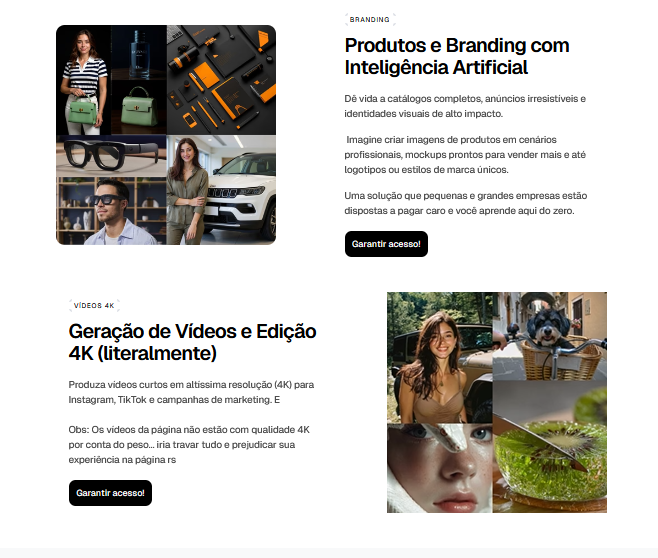 BRANDING
Produtos e Branding com
Inteligência Artificial
Dê vida a catálogos completos, anúncios irresistíveis e
identidades visuais de alto impacto.
Imagine criar imagens de produtos em cenários
profissionais, mockups prontos para vender mais e até
logotipos ou estilos de marca únicos.
Uma solução que pequenas e grandes empresas estão
dispostas a pagar caro e você aprende aqui do zero.
Garantir acesso!
VÍDEOS 4K
Geração de Vídeos e Edição
4K (literalmente)
Produza vídeos curtos em altíssima resolução (4K) para
Instagram, TikTok e campanhas de marketing. E
Obs: Os vídeos da página não estão com qualidade 4K
por conta do peso... iria travar tudo e prejudicar sua
experiência na página rs
Garantir acesso!